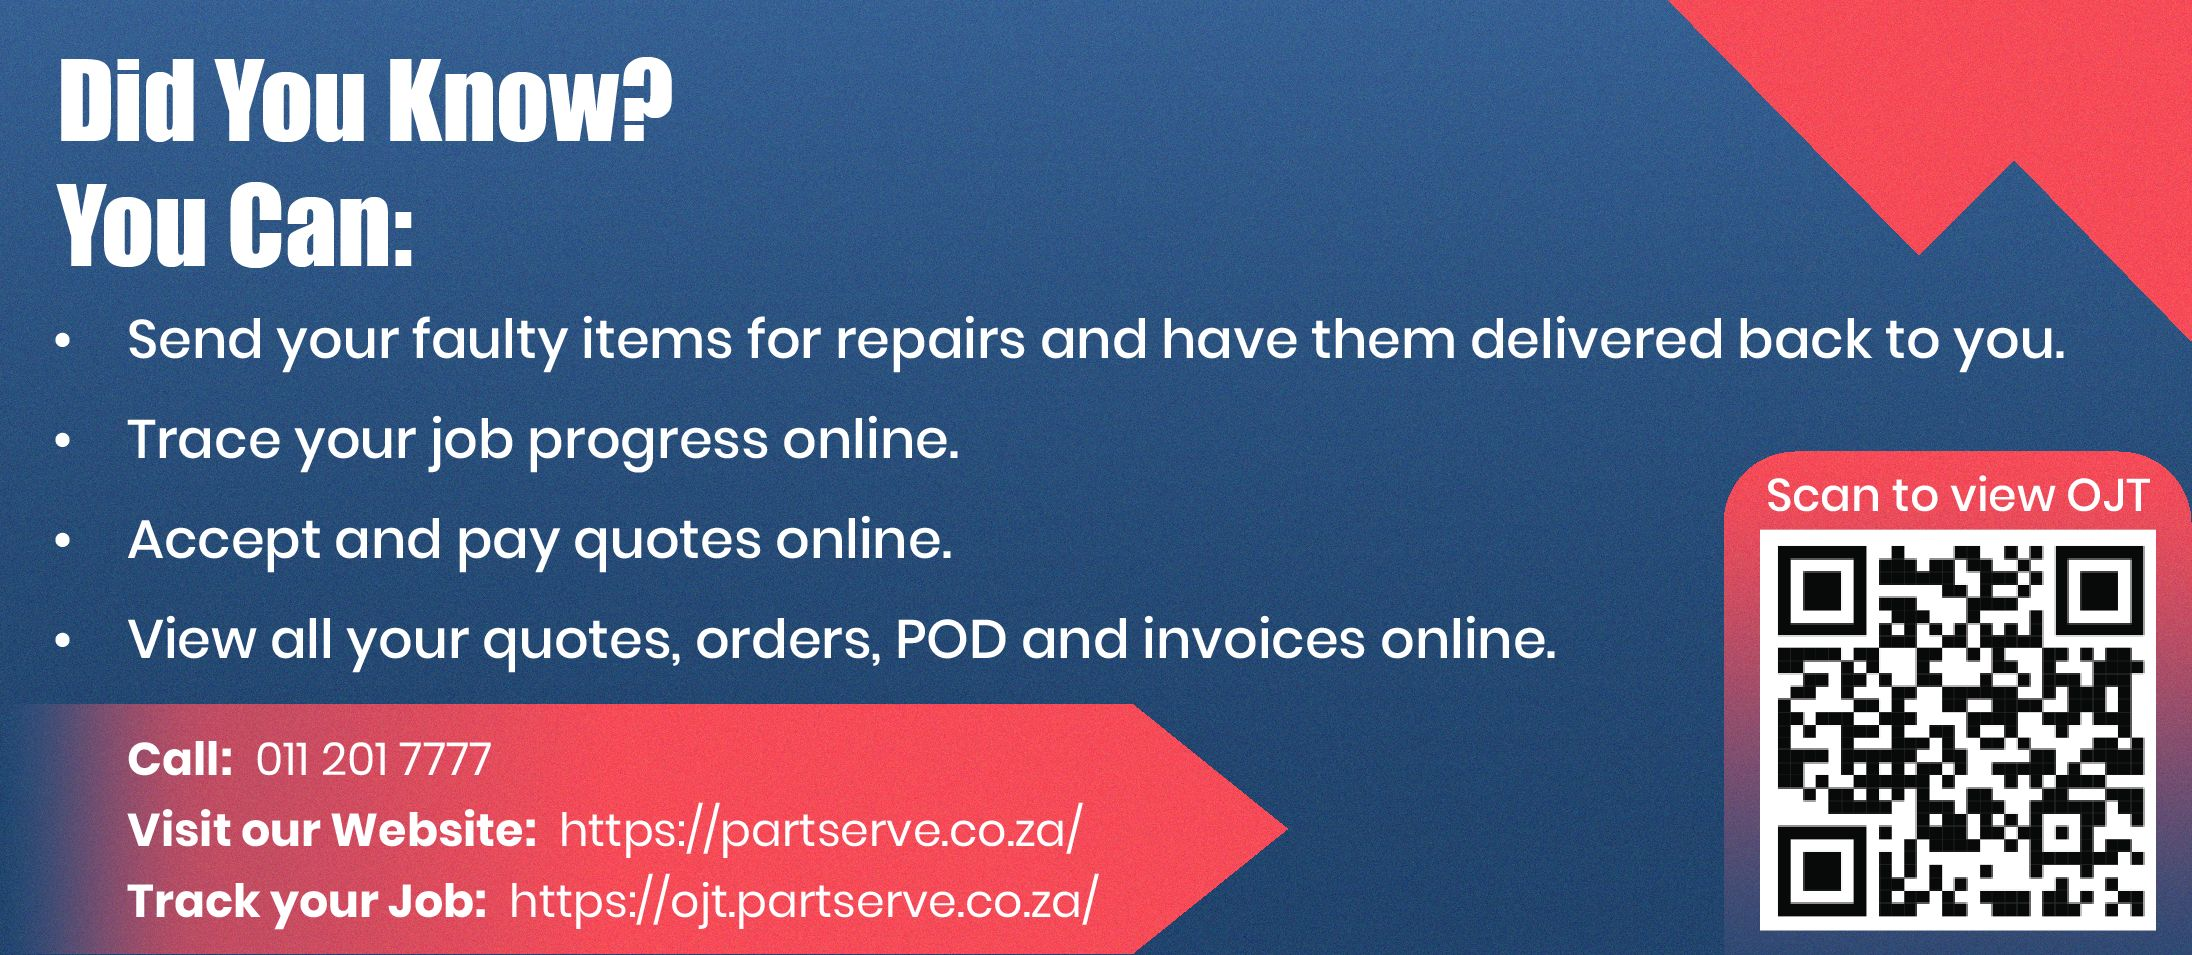 Did You Know?
You Can:
• Send your faulty items for repairs and have them delivered back to you.
• Trace your job progress online.
• Accept and pay quotes online.
• View all your quotes, orders, POD and invoices online.
Scan to view OJT
Call: 011 201 7777
Visit our Website: https://partserve.co.za/
Track your Job: https://ojt.partserve.co.za/